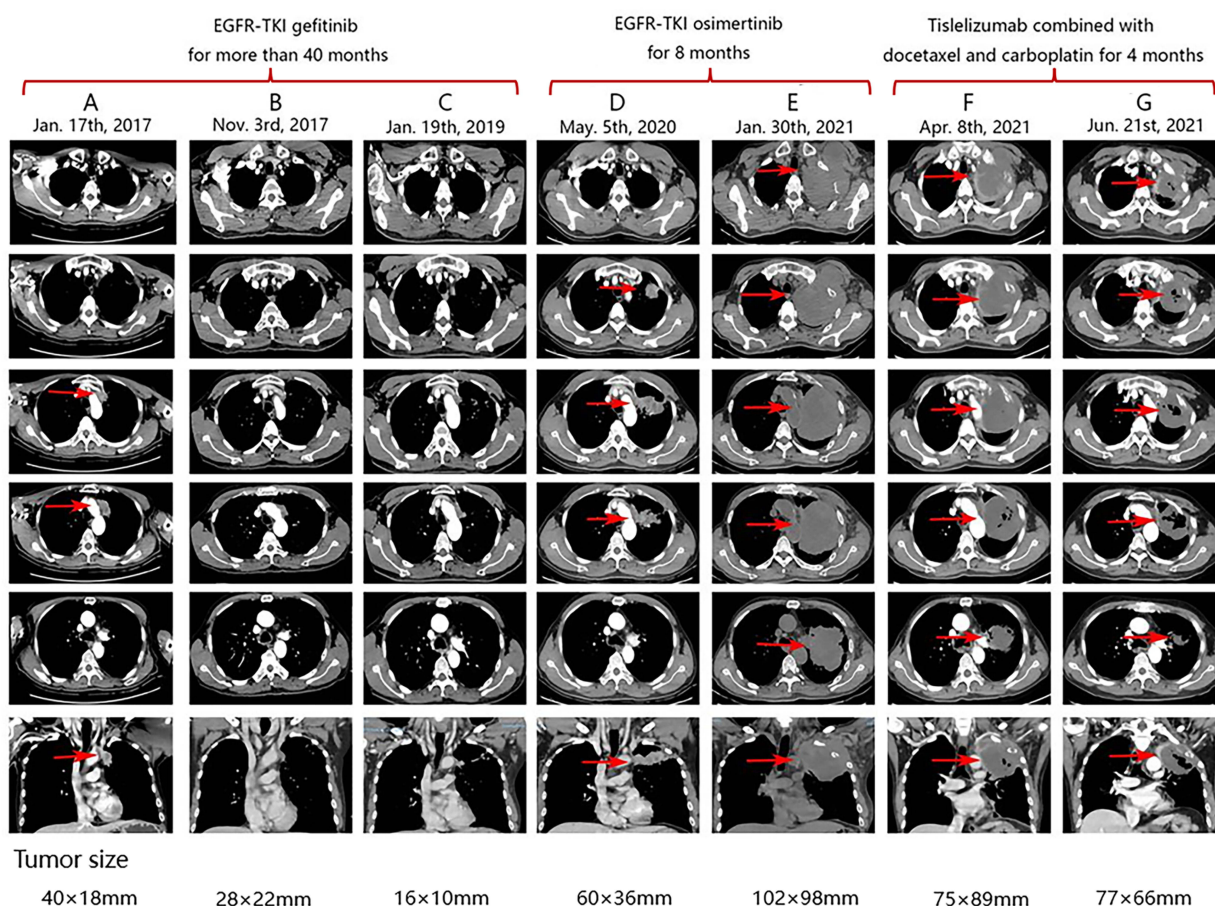 EGFR-TKI gefitinib
for more than 40 months
EGFR-TKI osimertinib
for 8 months
Tislelizumab combined with
docetaxel and carboplatin for 4 months
A
Jan. 17th, 2017
B
Nov. 3rd, 2017
C
Jan. 19th, 2019
D
May. 5th, 2020
E
Jan. 30th, 2021
F
Apr. 8th, 2021
G
Jun. 21st, 2021
Tumor size
40×18mm
28×22mm
16×10mm
60×36mm
102×98mm
75×89mm
77×66mm